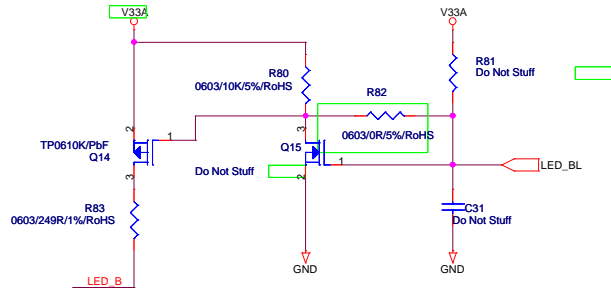 V33A
V33A
R80
0603/10K/5%/RoHS
R81
Do Not Stuff
R82
0603/0R/5%/RoHS
2
1
3
TP0610K/PbF
Q14
3
Q15
1
2
Do Not Stuff
LED_BL
R83
0603/249R/1%/RoHS
C31
Do Not Stuff
GND
GND
LED_B